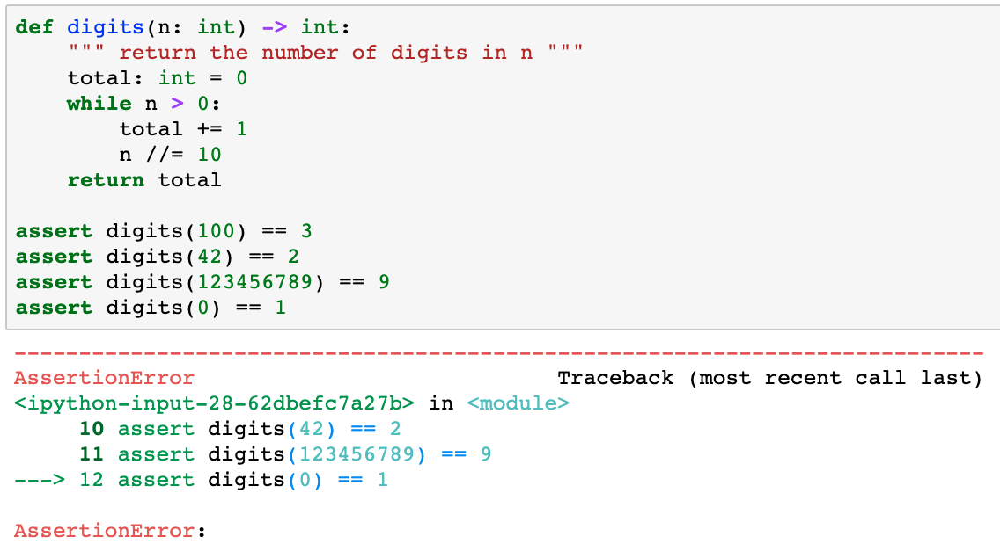 def digits(n: int) -> int:
    """ return the number of digits in n """
    total: int = 0
    while n > 0:
        total += 1
        n //= 10
    return total

assert digits(100) == 3
assert digits(42) == 2
assert digits(123456789) == 9
assert digits(0) == 1
---------------------------------------------------------------------------
AssertionError                            Traceback (most recent call last)
<ipython-input-28-62dbefc7a27b> in <module>
     10 assert digits(42) == 2
     11 assert digits(123456789) == 9
---> 12 assert digits(0) == 1

AssertionError: